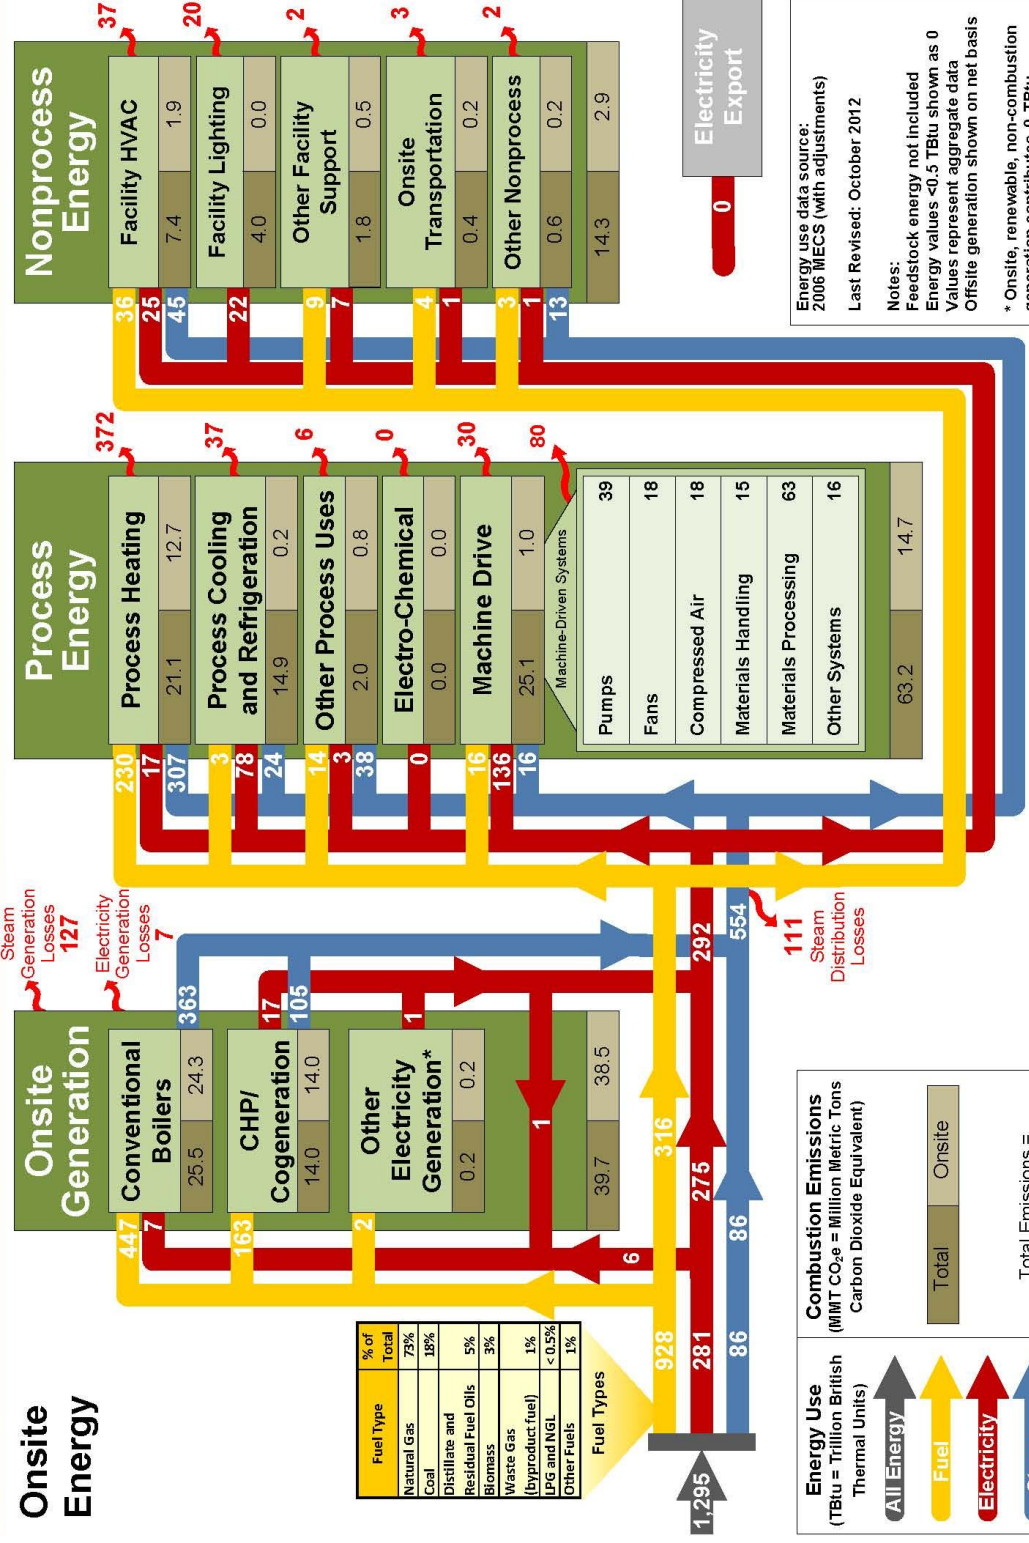 Onsite
Energy
Fuel Type
% of
Total
Natural Gas
73%
Coal
18%
Distillate and
Residual Fuel Oils
5%
Biomass
3%
Waste Gas
(byproduct fuel)
1%
LPG and NGL
< 0.5%
Other Fuels
1%
Fuel Types
1,295
928
281
86
6
316
275
86
1
292
554
Onsite
Generation
447
7
Conventional
Boilers
25.5
24.3
363
163
CHP/
Cogeneration
14.0
14.0
17
105
2
Other
Electricity
Generation*
0.2
0.2
1
39.7
38.5
Steam
Generation
Losses
127
Electricity
Generation
Losses
7
111
Steam
Distribution
Losses
Process
Energy
230
17
307
Process Heating
21.1
12.7
372
3
78
24
Process Cooling
and Refrigeration
14.9
0.2
37
14
3
38
Other Process Uses
2.0
0.8
6
0
Electro-Chemical
0.0
0.0
0
16
136
16
Machine Drive
25.1
1.0
30
80
Machine-Driven Systems
Pumps
39
Fans
18
Compressed Air
18
Materials Handling
15
Materials Processing
63
Other Systems
16
63.2
14.7
Nonprocess
Energy
36
25
45
Facility HVAC
7.4
1.9
37
22
Facility Lighting
4.0
0.0
20
9
7
Other Facility
Support
1.8
0.5
2
4
1
Onsite
Transportation
0.4
0.2
3
3
1
13
Other Nonprocess
0.6
0.2
2
14.3
2.9
0
Electricity
Export
Energy Use
(TBtu = Trillion British
Thermal Units)
All Energy
Fuel
Electricity
Combustion Emissions
(MMT CO₂e = Million Metric Tons
Carbon Dioxide Equivalent)
Total
Onsite
Total Emissions =
Energy use data source:
2006 MECS (with adjustments)
Last Revised: October 2012
Notes:
Feedstock energy not included
Energy values <0.5 TBtu shown as 0
Values represent aggregate data
Offsite generation shown on net basis
* Onsite, renewable, non-combustion